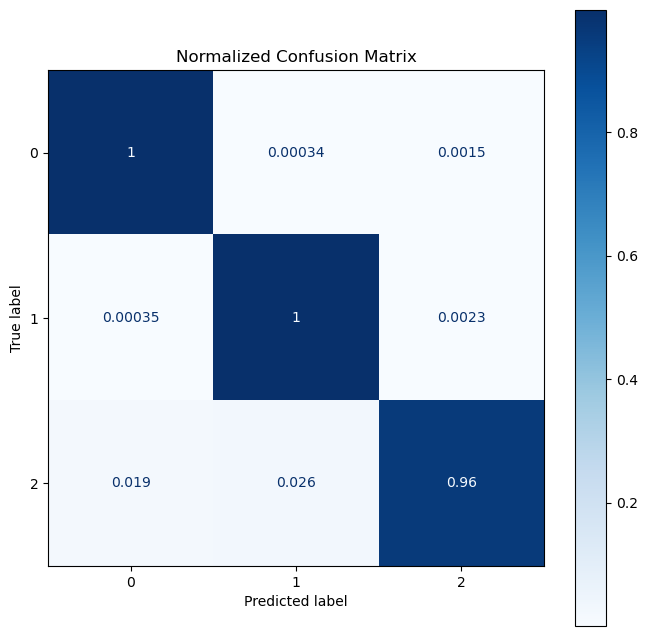 Normalized Confusion Matrix
0 1 0.00034 0.0015
1 0.00035 1 0.0023
2 0.019 0.026 0.96
0 1 2
Predicted label
True label
0.8
0.6
0.4
0.2